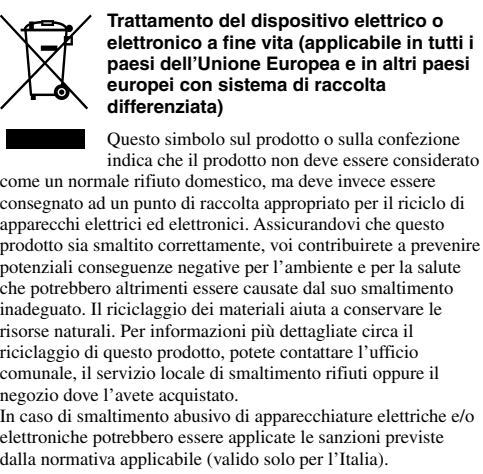 Trattamento del dispositivo elettrico o
elettronico a fine vita (applicabile in tutti i
paesi dell'Unione Europea e in altri paesi
europei con sistema di raccolta
differenziata)
Questo simbolo sul prodotto o sulla confezione
indica che il prodotto non deve essere considerato
come un normale rifiuto domestico, ma deve invece essere
consegnato ad un punto di raccolta appropriato per il riciclo di
apparecchi elettrici ed elettronici. Assicurandovi che questo
prodotto sia smaltito correttamente, voi contribuirete a prevenire
potenziali conseguenze negative per l'ambiente e per la salute
che potrebbero altrimenti essere causate dal suo smaltimento
inadeguato. Il riciclaggio dei materiali aiuta a conservare le
risorse naturali. Per informazioni più dettagliate circa il
riciclaggio di questo prodotto, potete contattare l'ufficio
comunale, il servizio locale di smaltimento rifiuti oppure il
negozio dove l'avete acquistato.
In caso di smaltimento abusivo di apparecchiature elettriche e/o
elettroniche potrebbero essere applicate le sanzioni previste
dalla normativa applicabile (valido solo per l'Italia).